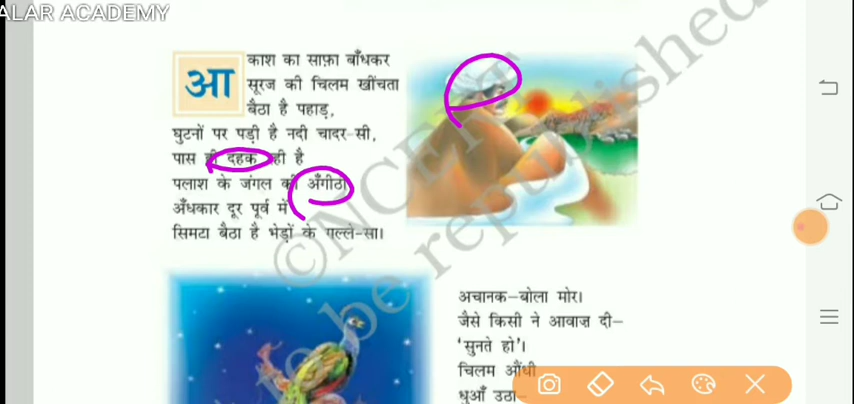 ALAR ACADEMY
आकाश का साफ़ा बाँधकर
सूरज की चिलम खींचता
बैठा है पहाड़,
घुटनों पर पड़ी है नदी चादर-सी,
पास ही दहक रही है
पलाश के जंगल की अँगीठी
अँधकार दूर पूर्व में
सिमटा बैठा है भेड़ों के गल्ले-सा।
अचानक-बोला मोर।
जैसे किसी ने आवाज़ दी-
'सुनते हो'।
चिलम औंधी
धुआँ उठा-
©NCERT
to be republished